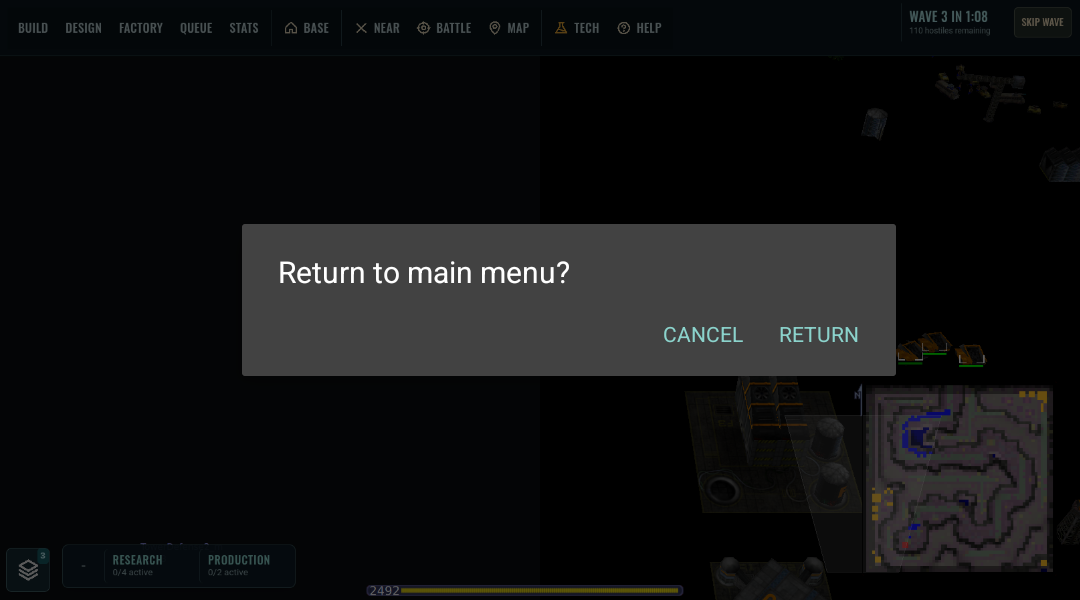 BUILD DESIGN FACTORY QUEUE STATS BASE NEAR BATTLE MAP TECH HELP
WAVE 3 IN 1:08
110 hostiles remaining
SKIP WAVE
Return to main menu?
CANCEL RETURN
N
3
- RESEARCH PRODUCTION
0/4 active 0/2 active
2492